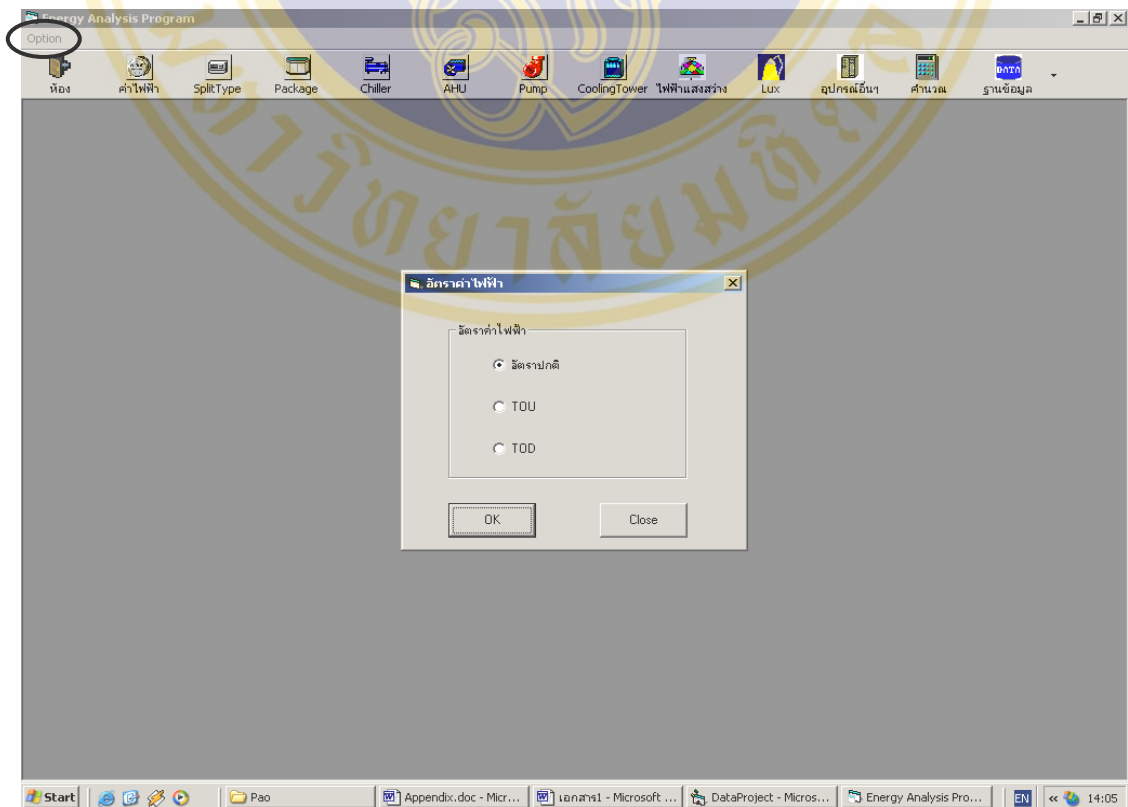 Energy Analysis Program
Option
ห้อง ค่าไฟฟ้า SplitType Package Chiller AHU Pump CoolingTower ไฟฟ้าแสงสว่าง Lux อุปกรณ์อื่นๆ คำนวณ ฐานข้อมูล
DATA
อัตราค่าไฟฟ้า
อัตราค่าไฟฟ้า
อัตราปกติ
TOU
TOD
OK Close
Start Pao Appendix.doc - Micr... เอกสาร1 - Microsoft ... DataProject - Micros... Energy Analysis Pro... EN « 14:05